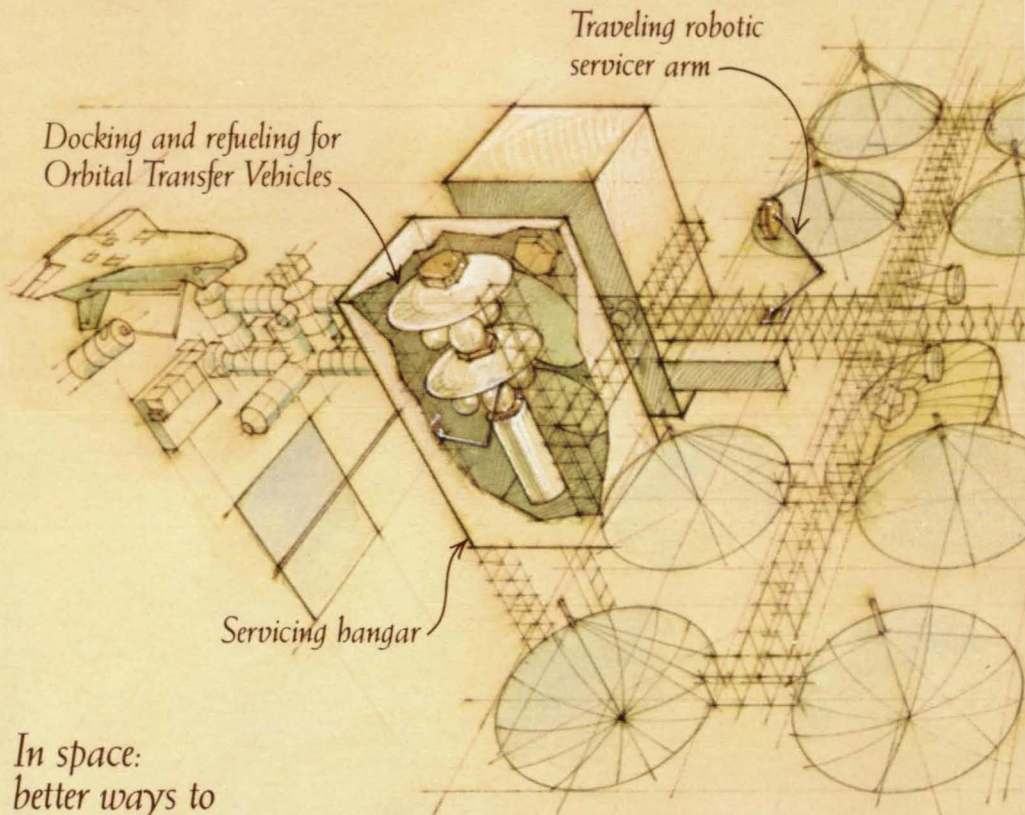 Traveling robotic
servicer arm
Docking and refueling for
Orbital Transfer Vehicles
Servicing hangar
In space:
better ways to